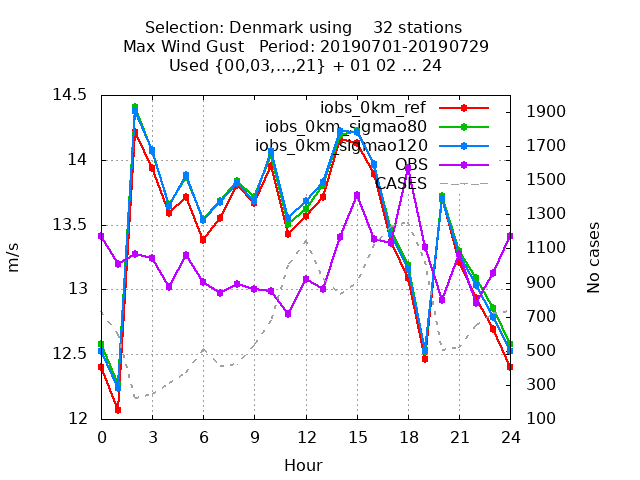 Selection: Denmark using 32 stations
Max Wind Gust Period: 20190701-20190729
Used {00,03,...,21} + 01 02 ... 24
iobs_0km_ref
iobs_0km_sigmao80
iobs_0km_sigmao120
OBS
CASES
14.5
14
13.5
13
12.5
12
m/s
1900
1700
1500
1300
1100
900
700
500
300
100
No cases
0 3 6 9 12 15 18 21 24
Hour